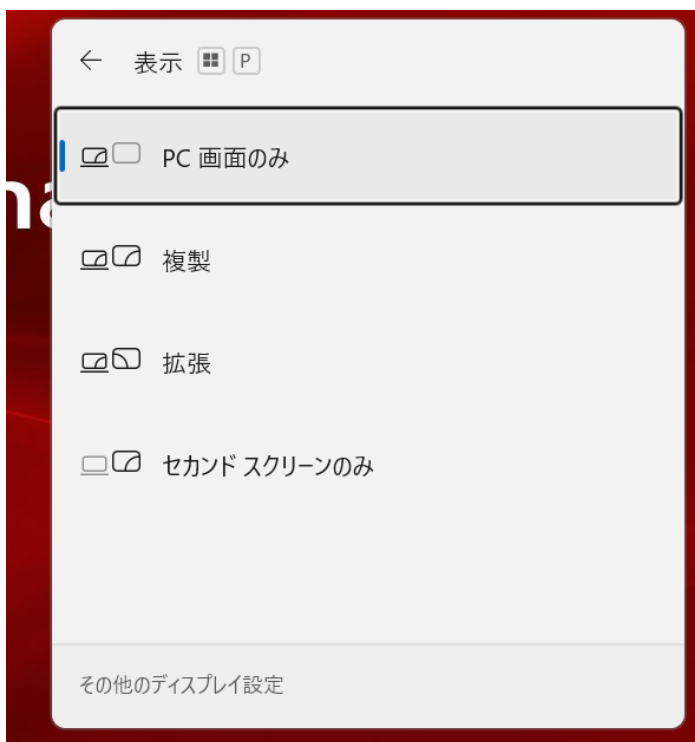 表示 P
PC 画面のみ
na
複製
拡張
セカンド スクリーンのみ
その他のディスプレイ設定